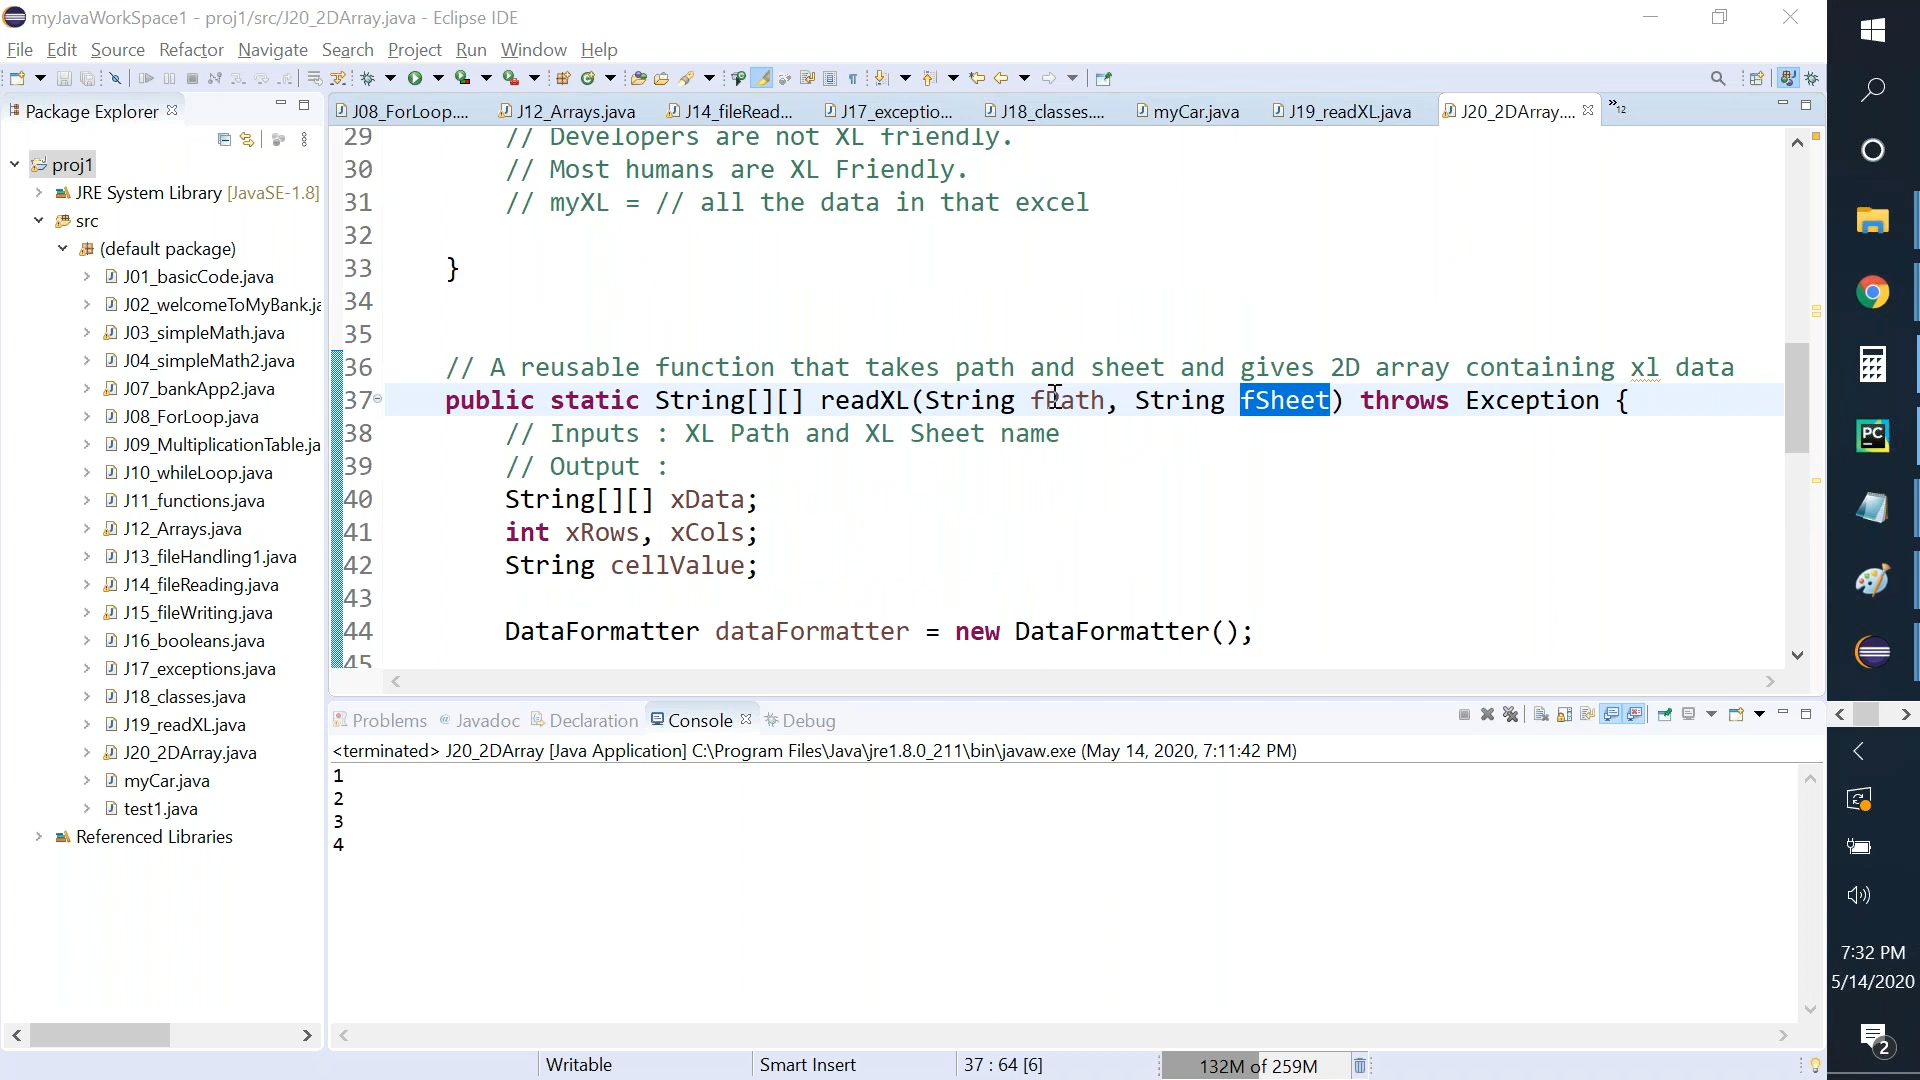 myJavaWorkSpace1 - proj1/src/J20_2DArray.java - Eclipse IDE
File Edit Source Refactor Navigate Search Project Run Window Help
Package Explorer
J08_ForLoop.... J12_Arrays.java J14_fileRead... J17_exceptio... J18_classes.... myCar.java J19_readXL.java J20_2DArray.... »12
proj1
JRE System Library [JavaSE-1.8]
src
(default package)
J01_basicCode.java
J02_welcomeToMyBank.ja
J03_simpleMath.java
J04_simpleMath2.java
J07_bankApp2.java
J08_ForLoop.java
J09_MultiplicationTable.ja
J10_whileLoop.java
J11_functions.java
J12_Arrays.java
J13_fileHandling1.java
J14_fileReading.java
J15_fileWriting.java
J16_booleans.java
J17_exceptions.java
J18_classes.java
J19_readXL.java
J20_2DArray.java
myCar.java
test1.java
Referenced Libraries
29 // Developers are not XL friendly.
30 // Most humans are XL Friendly.
31 // myXL = // all the data in that excel
32
33 }
34
35
36 // A reusable function that takes path and sheet and gives 2D array containing xl data
37 public static String[][] readXL(String fPath, String fSheet) throws Exception {
38 // Inputs : XL Path and XL Sheet name
39 // Output :
40 String[][] xData;
41 int xRows, xCols;
42 String cellValue;
43
44 DataFormatter dataFormatter = new DataFormatter();
45
Problems @ Javadoc Declaration Console Debug
<terminated> J20_2DArray [Java Application] C:\Program Files\Java\jre1.8.0_211\bin\javaw.exe (May 14, 2020, 7:11:42 PM)
1
2
3
4
Writable Smart Insert 37 : 64 [6] 132M of 259M
PC
7:32 PM
5/14/2020
2